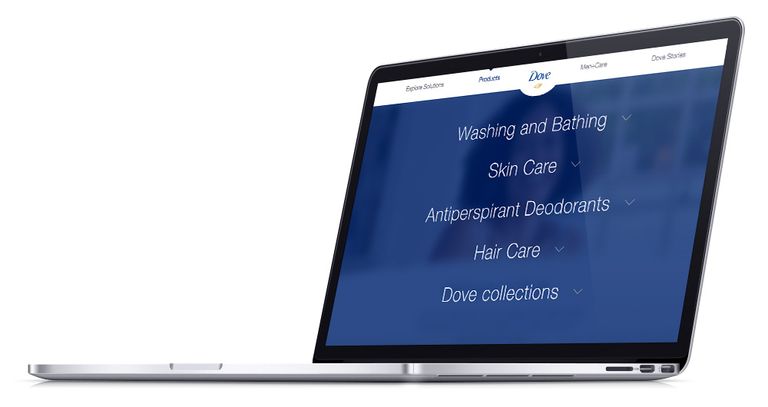 Explore Solutions
Products
Dove
Men+Care
Dove Stories
Washing and Bathing
Skin Care
Antiperspirant Deodorants
Hair Care
Dove collections